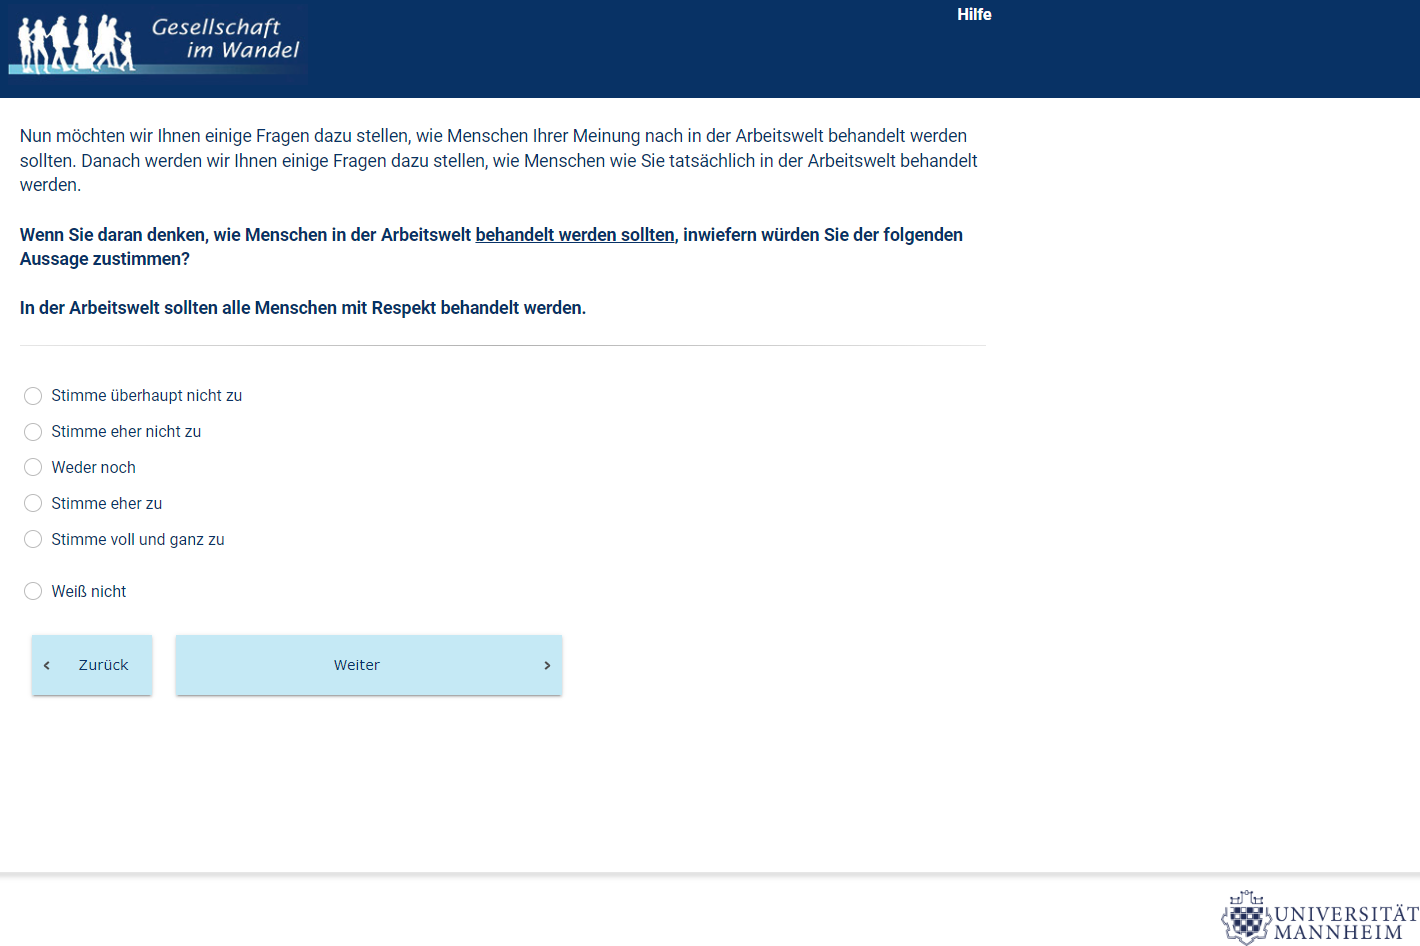 Gesellschaft
im Wandel
Hilfe
Nun möchten wir Ihnen einige Fragen dazu stellen, wie Menschen Ihrer Meinung nach in der Arbeitswelt behandelt werden
sollten. Danach werden wir Ihnen einige Fragen dazu stellen, wie Menschen wie Sie tatsächlich in der Arbeitswelt behandelt
werden.
Wenn Sie daran denken, wie Menschen in der Arbeitswelt behandelt werden sollten, inwiefern würden Sie der folgenden
Aussage zustimmen?
In der Arbeitswelt sollten alle Menschen mit Respekt behandelt werden.
Stimme überhaupt nicht zu
Stimme eher nicht zu
Weder noch
Stimme eher zu
Stimme voll und ganz zu
Weiß nicht
Zurück
Weiter
UNIVERSITÄT
MANNHEIM